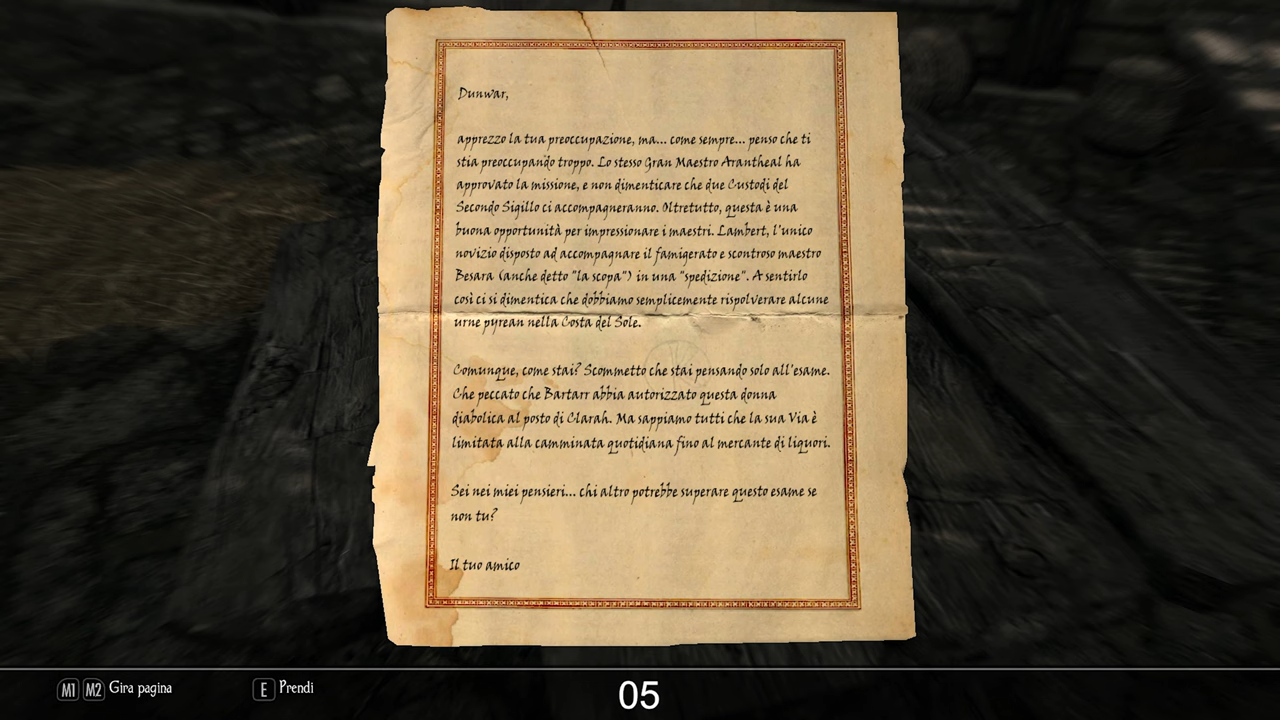 Dunwar,
apprezzo la tua preoccupazione, ma... come sempre... penso che ti
stia preoccupando troppo. Lo stesso Gran Maestro Arantheal ha
approvato la missione, e non dimenticare che due Custodi del
Secondo Sigillo ci accompagneranno. Oltretutto, questa è una
buona opportunità per impressionare i maestri. Lambert, l'unico
novizio disposto ad accompagnare il famigerato e scontroso maestro
Besara (anche detto "la scopa") in una "spedizione". A sentirlo
così ci si dimentica che dobbiamo semplicemente rispolverare alcune
urne pyrean nella Costa del Sole.
Comunque, come stai? Scommetto che stai pensando solo all'esame.
Che peccato che Bartarr abbia autorizzato questa donna
diabolica al posto di Clarah. Ma sappiamo tutti che la sua Via è
limitata alla camminata quotidiana fino al mercante di liquori.
Sei nei miei pensieri... chi altro potrebbe superare questo esame se
non tu?
Il tuo amico
M1 M2 Gira pagina
E Prendi
05